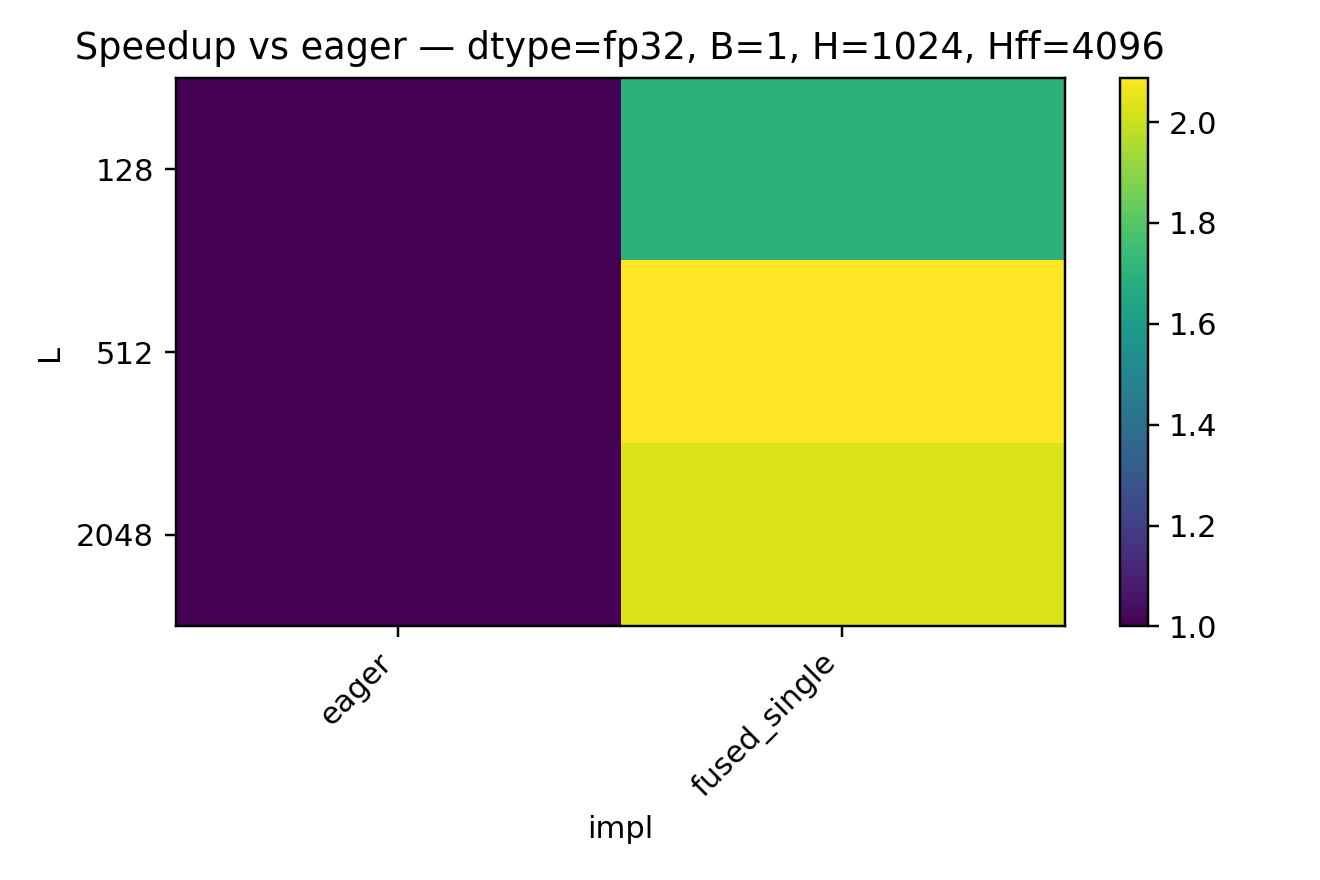 Speedup vs eager — dtype=fp32, B=1, H=1024, Hff=4096
128
512
2048
L
eager
fused_single
impl
2.0
1.8
1.6
1.4
1.2
1.0